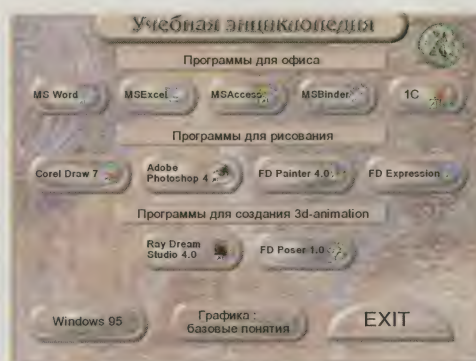 Учебная энциклопедия
Программы для офиса
MS Word MSExcel MSAccess MSBinder 1C
Программы для рисования
Corel Draw 7 Adobe Photoshop 4 FD Painter 4.0 FD Expression
Программы для создания 3d-animation
Ray Dream Studio 4.0 FD Poser 1.0
Windows 95 Графика : базовые понятия EXIT